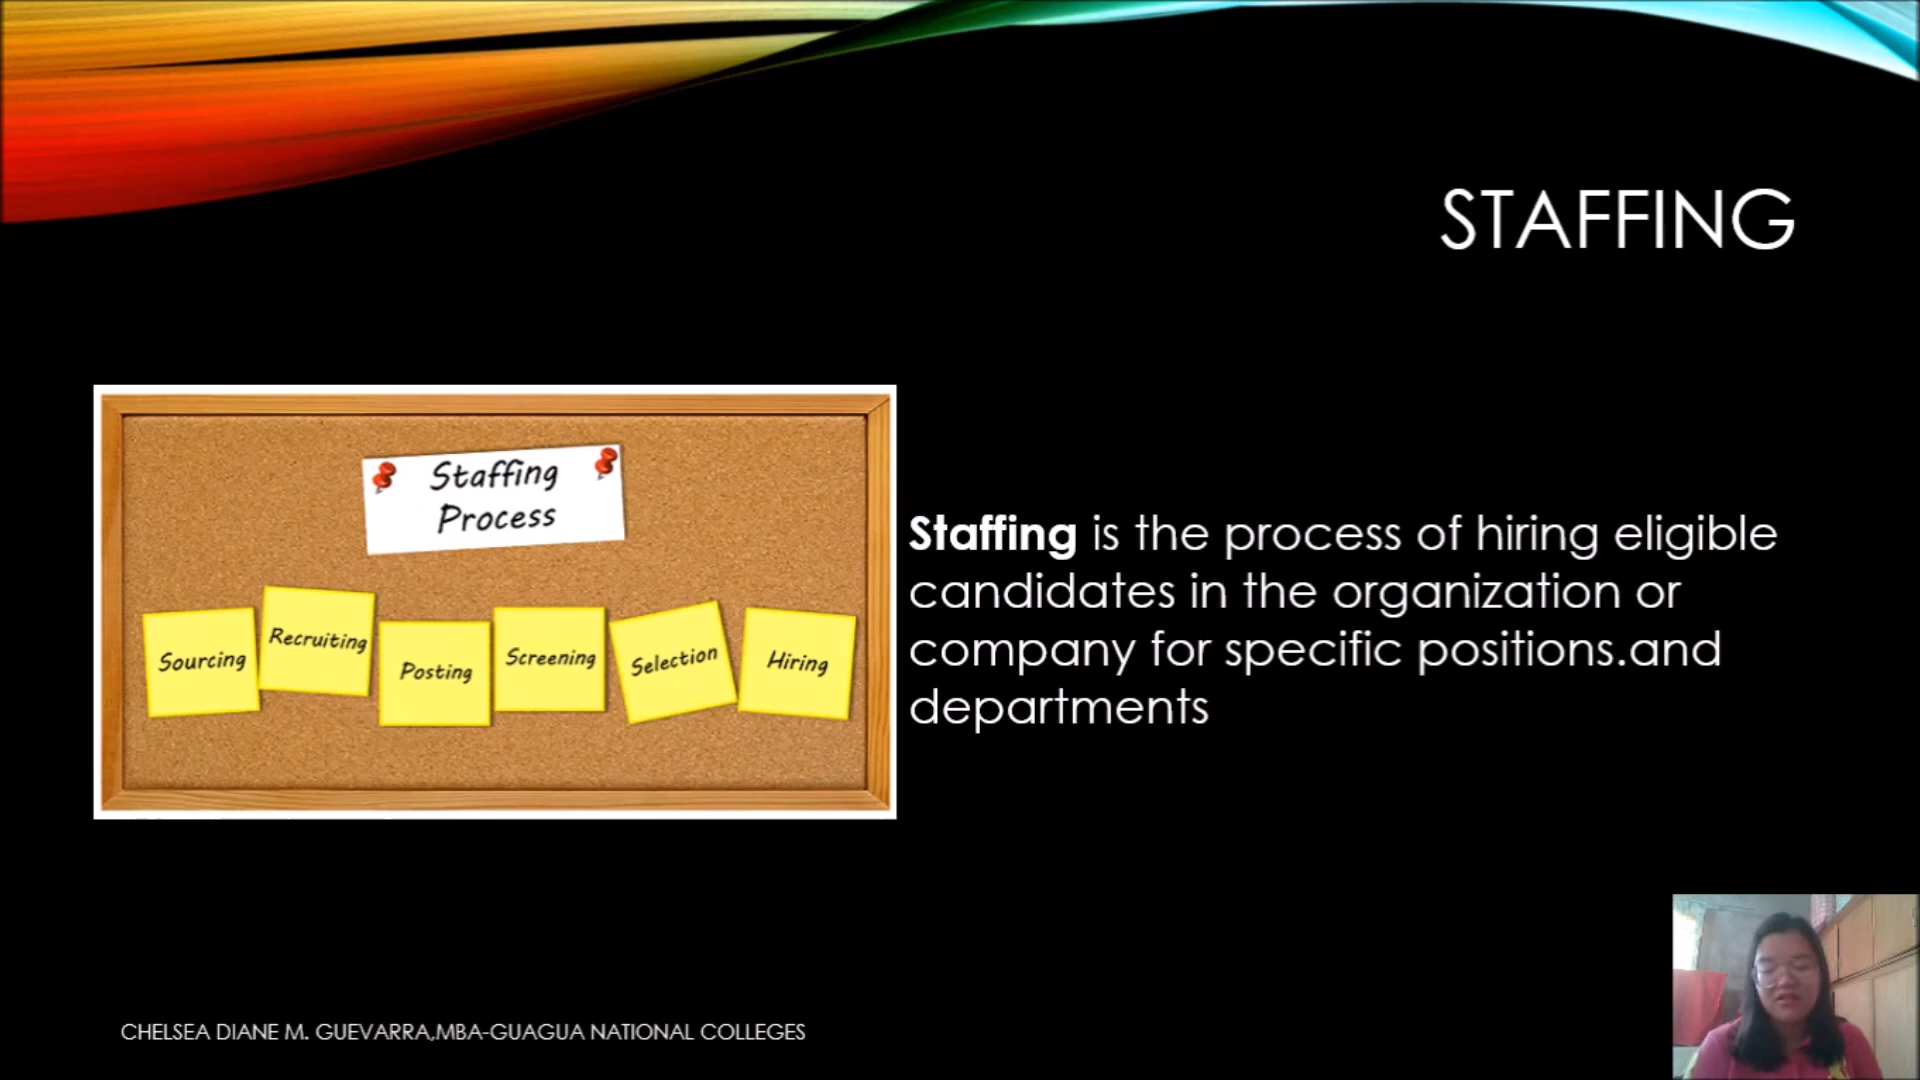 STAFFING
Staffing
Process
Sourcing
Recruiting
Posting
Screening
Selection
Hiring
Staffing is the process of hiring eligible
candidates in the organization or
company for specific positions.and
departments
CHELSEA DIANE M. GUEVARRA,MBA-GUAGUA NATIONAL COLLEGES